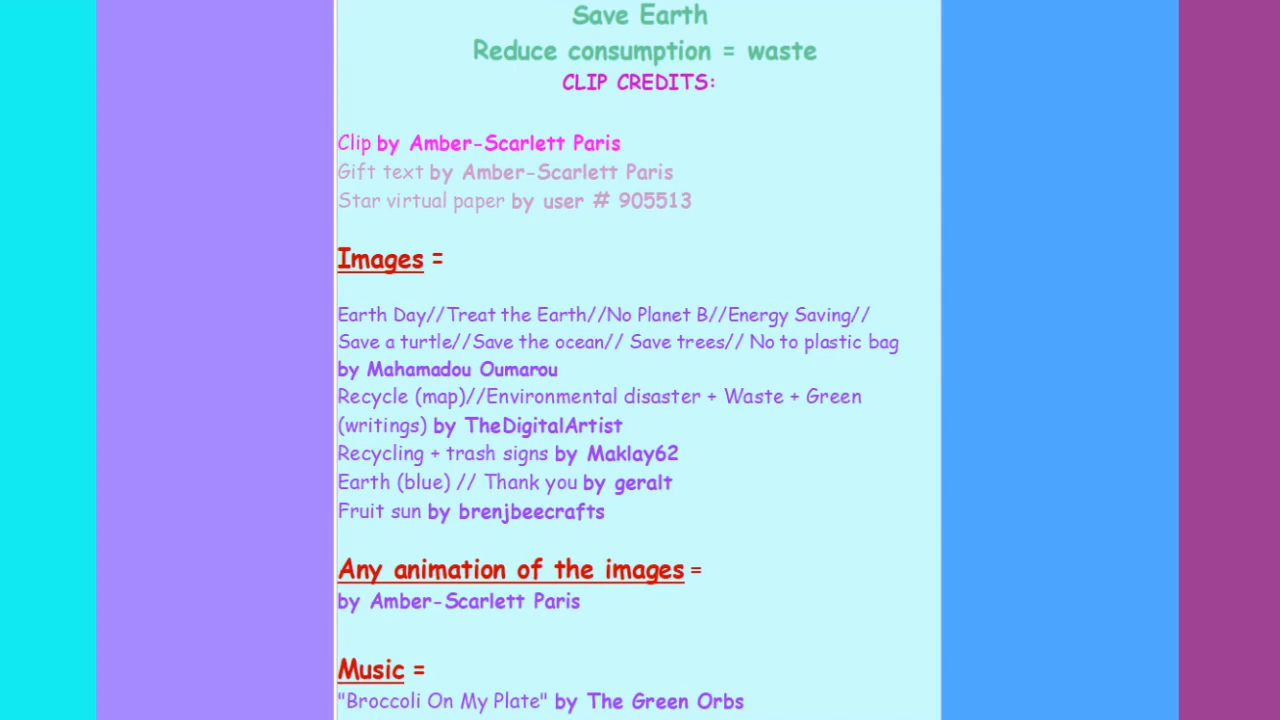 Save Earth
Reduce consumption = waste
CLIP CREDITS:
Clip by Amber-Scarlett Paris
Gift text by Amber-Scarlett Paris
Star virtual paper by user # 905513
Images =
Earth Day//Treat the Earth//No Planet B//Energy Saving//
Save a turtle//Save the ocean// Save trees// No to plastic bag
by Mahamadou Oumarou
Recycle (map)//Environmental disaster + Waste + Green
(writings) by TheDigitalArtist
Recycling + trash signs by Maklay62
Earth (blue) // Thank you by geralt
Fruit sun by brenjbeecrafts
Any animation of the images =
by Amber-Scarlett Paris
Music =
"Broccoli On My Plate" by The Green Orbs